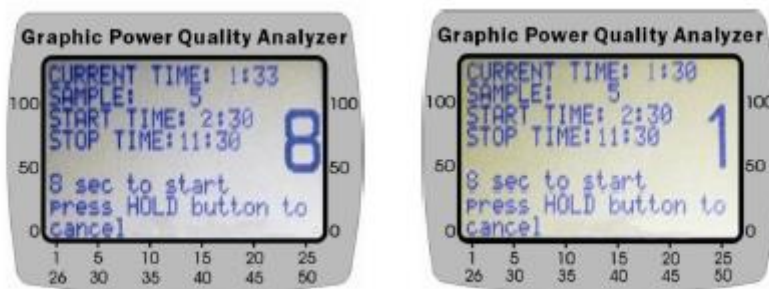 Graphic Power Quality Analyzer
CURRENT TIME: 1:33
SAMPLE: 5
START TIME: 2:30
STOP TIME:11:30
8
8 sec to start
press HOLD button to
cancel
100
50
0
100
50
0
1 5 10 15 20 25
26 30 35 40 45 50
Graphic Power Quality Analyzer
CURRENT TIME: 1:30
SAMPLE: 5
START TIME: 2:30
STOP TIME:11:30
1
8 sec to start
press HOLD button to
cancel
100
50
0
100
50
0
1 5 10 15 20 25
26 30 35 40 45 50